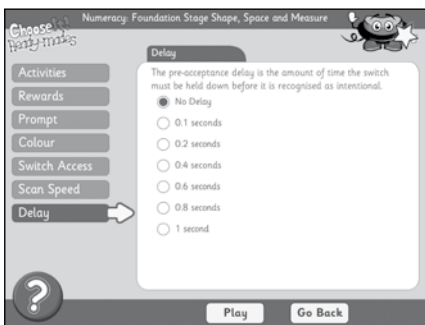 Numeracy: Foundation Stage Shape, Space and Measure
Choose it!
Ready-mades
Delay
The pre-acceptance delay is the amount of time the switch
must be held down before it is recognised as intentional.
No Delay
0.1 seconds
0.2 seconds
0.4 seconds
0.6 seconds
0.8 seconds
1 second
Activities
Rewards
Prompt
Colour
Switch Access
Scan Speed
Delay
?
Play
Go Back